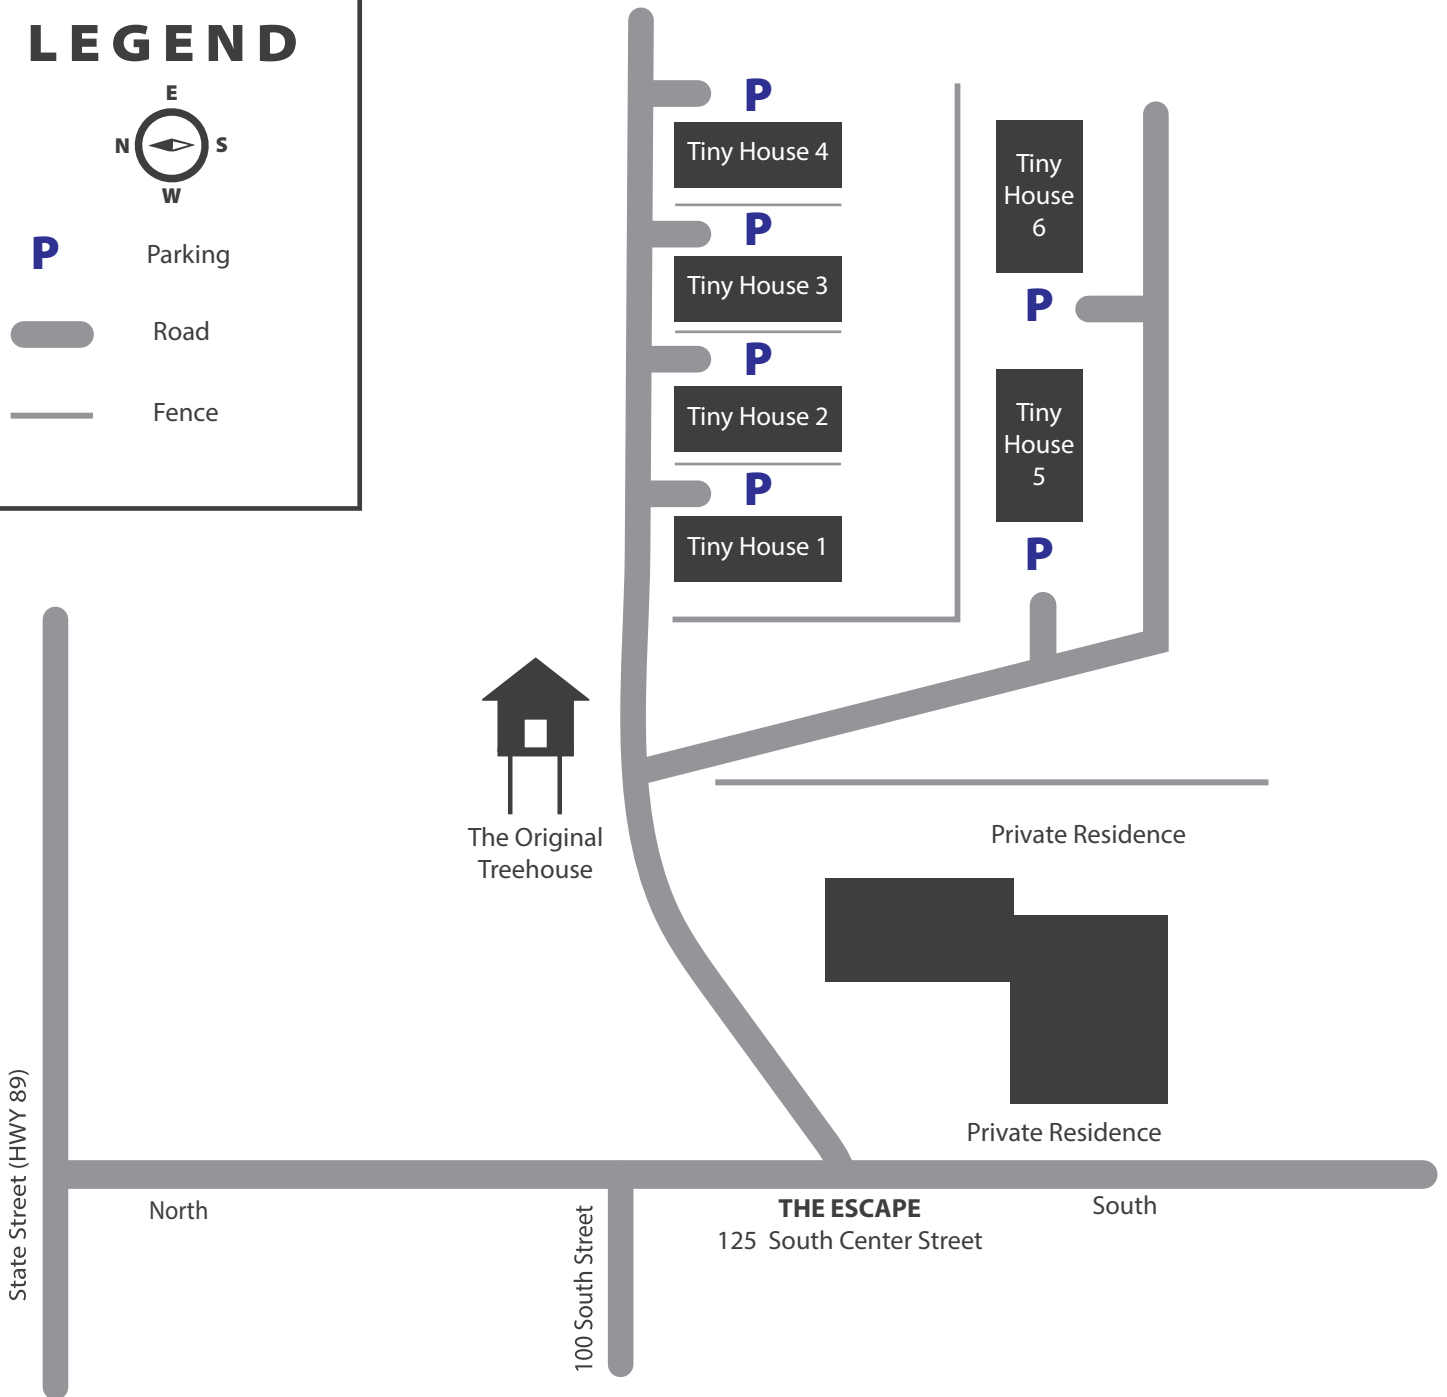 LEGEND
E
N
S
W
P
Parking
Road
Fence
P
Tiny House 4
P
Tiny House 3
P
Tiny House 2
P
Tiny House 1
Tiny
House
6
P
Tiny
House
5
P
The Original
Treehouse
Private Residence
Private Residence
State Street (HWY 89)
North
100 South Street
THE ESCAPE
125 South Center Street
South